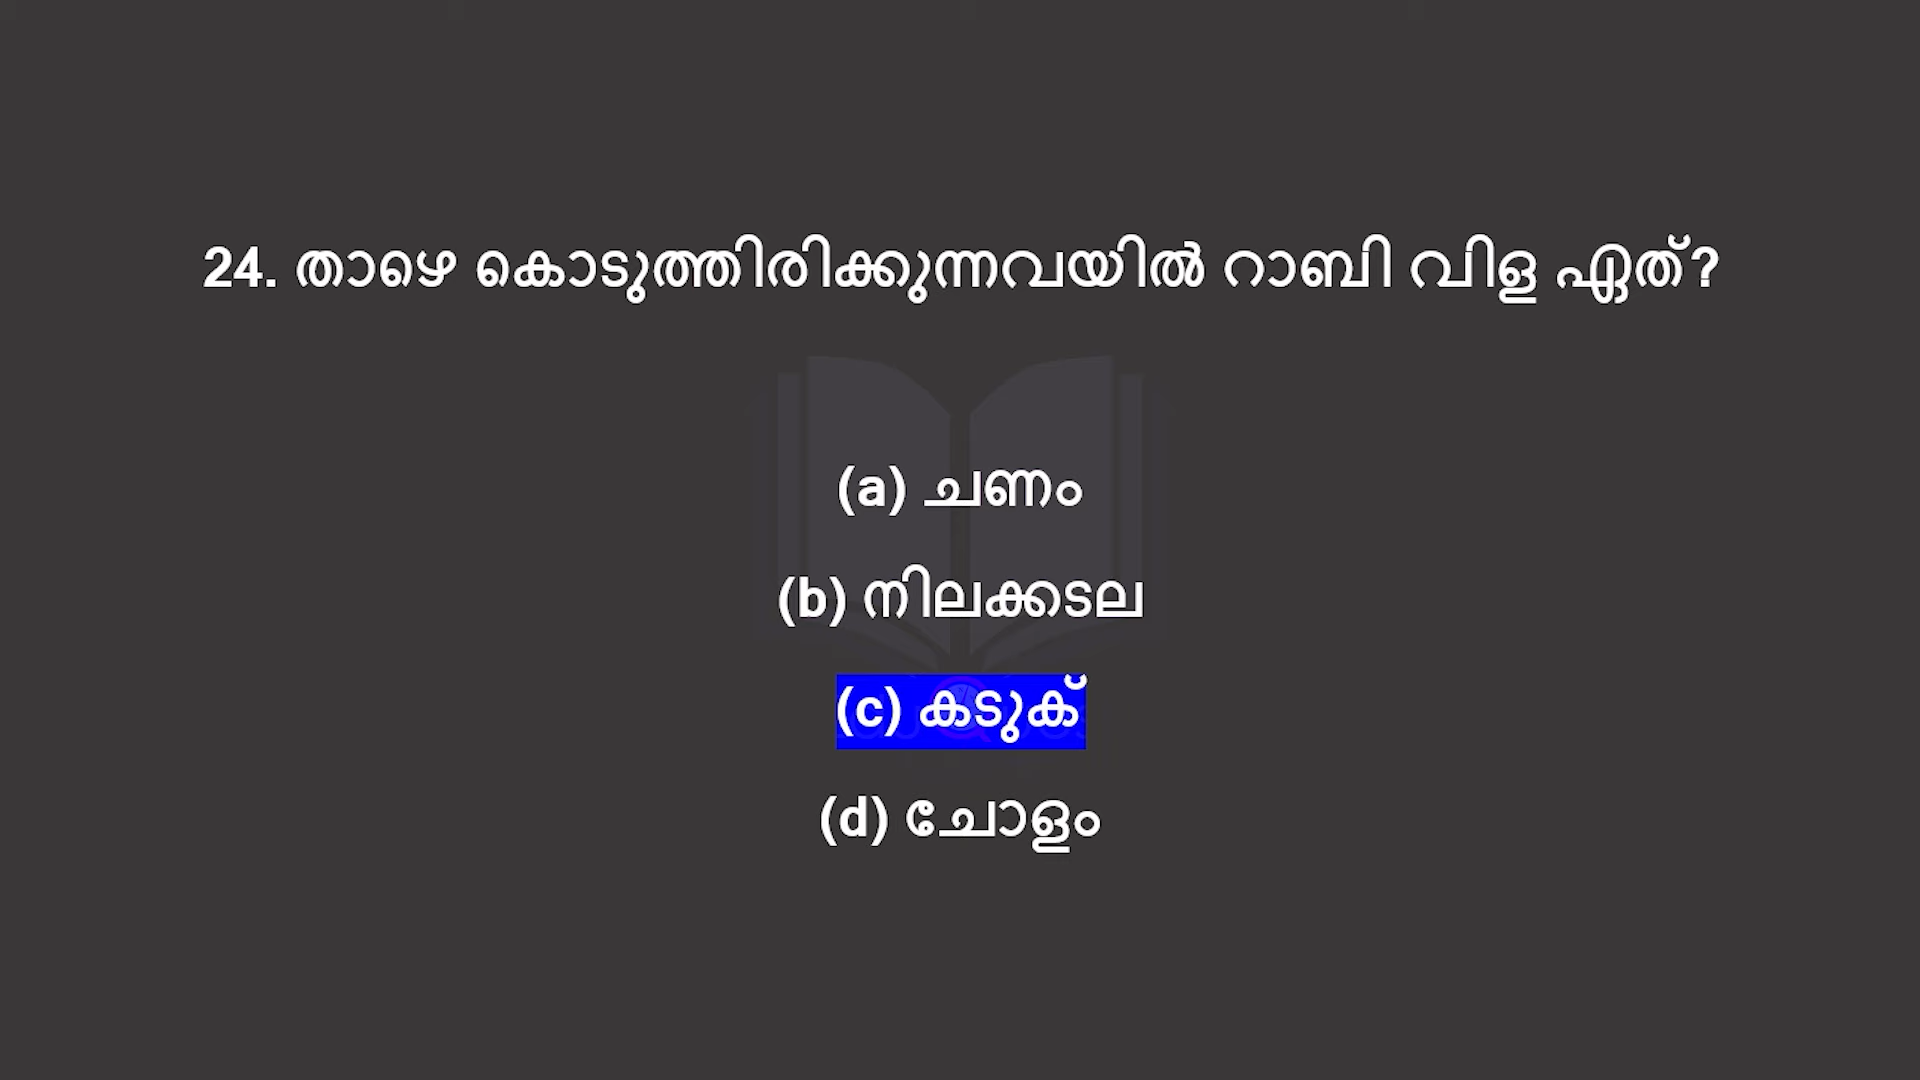 24. താഴെ കൊടുത്തിരിക്കുന്നവയിൽ റാബി വിള ഏത്?
(a) ചണം
(b) നിലക്കടല
(c) കടുക്
(d) ചോളം